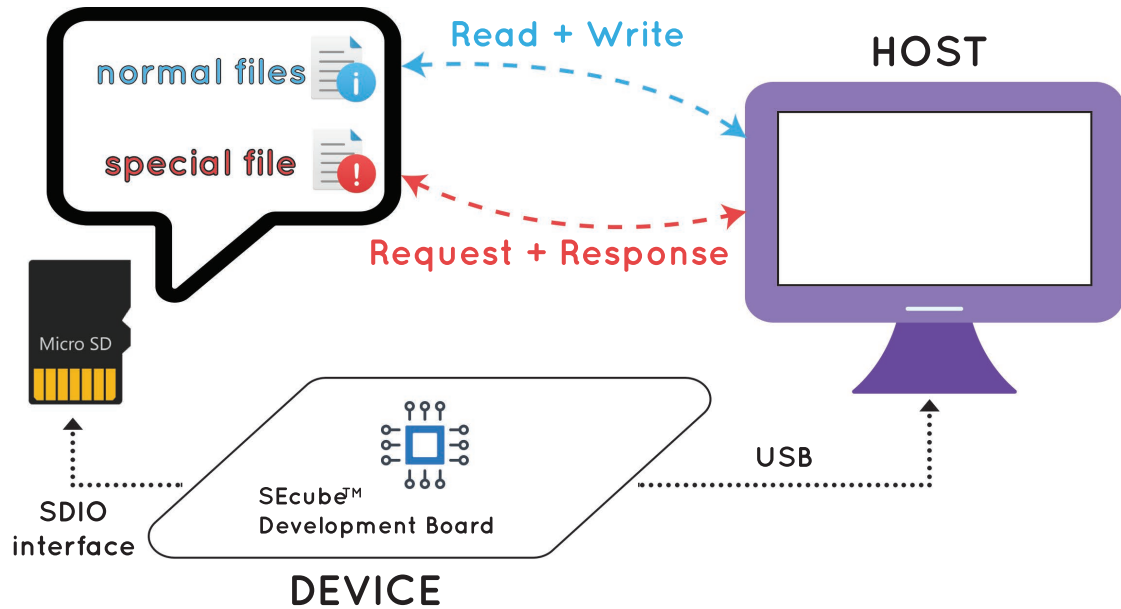 Read + Write
HOST
normal files
i
special file
!
Request + Response
Micro SD
USB
SEcube™
Development Board
SDIO
interface
DEVICE